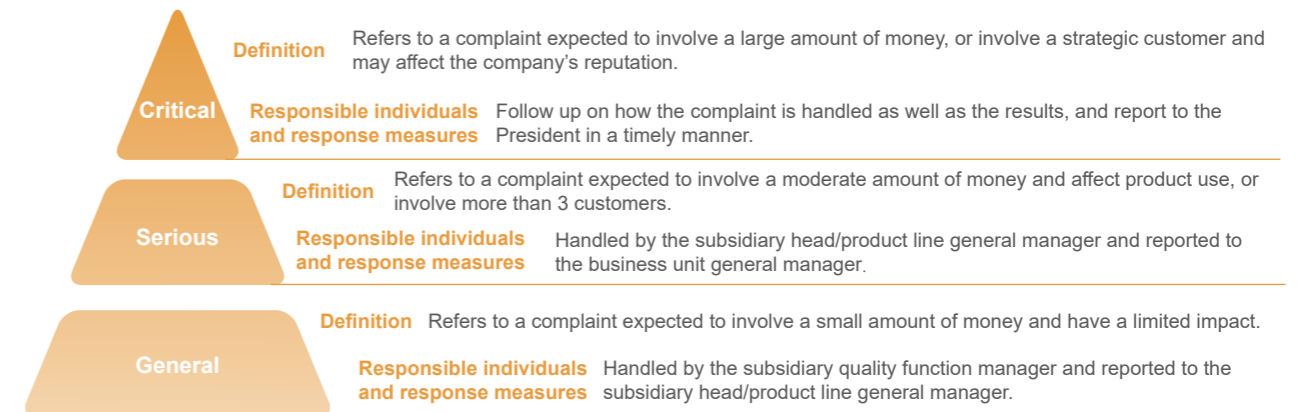 Critical
Definition
Refers to a complaint expected to involve a large amount of money, or involve a strategic customer and
may affect the company's reputation.
Responsible individuals
and response measures
Follow up on how the complaint is handled as well as the results, and report to the
President in a timely manner.
Serious
Definition
Refers to a complaint expected to involve a moderate amount of money and affect product use, or
involve more than 3 customers.
Responsible individuals
and response measures
Handled by the subsidiary head/product line general manager and reported to
the business unit general manager.
General
Definition
Refers to a complaint expected to involve a small amount of money and have a limited impact.
Responsible individuals
and response measures
Handled by the subsidiary quality function manager and reported to the
subsidiary head/product line general manager.